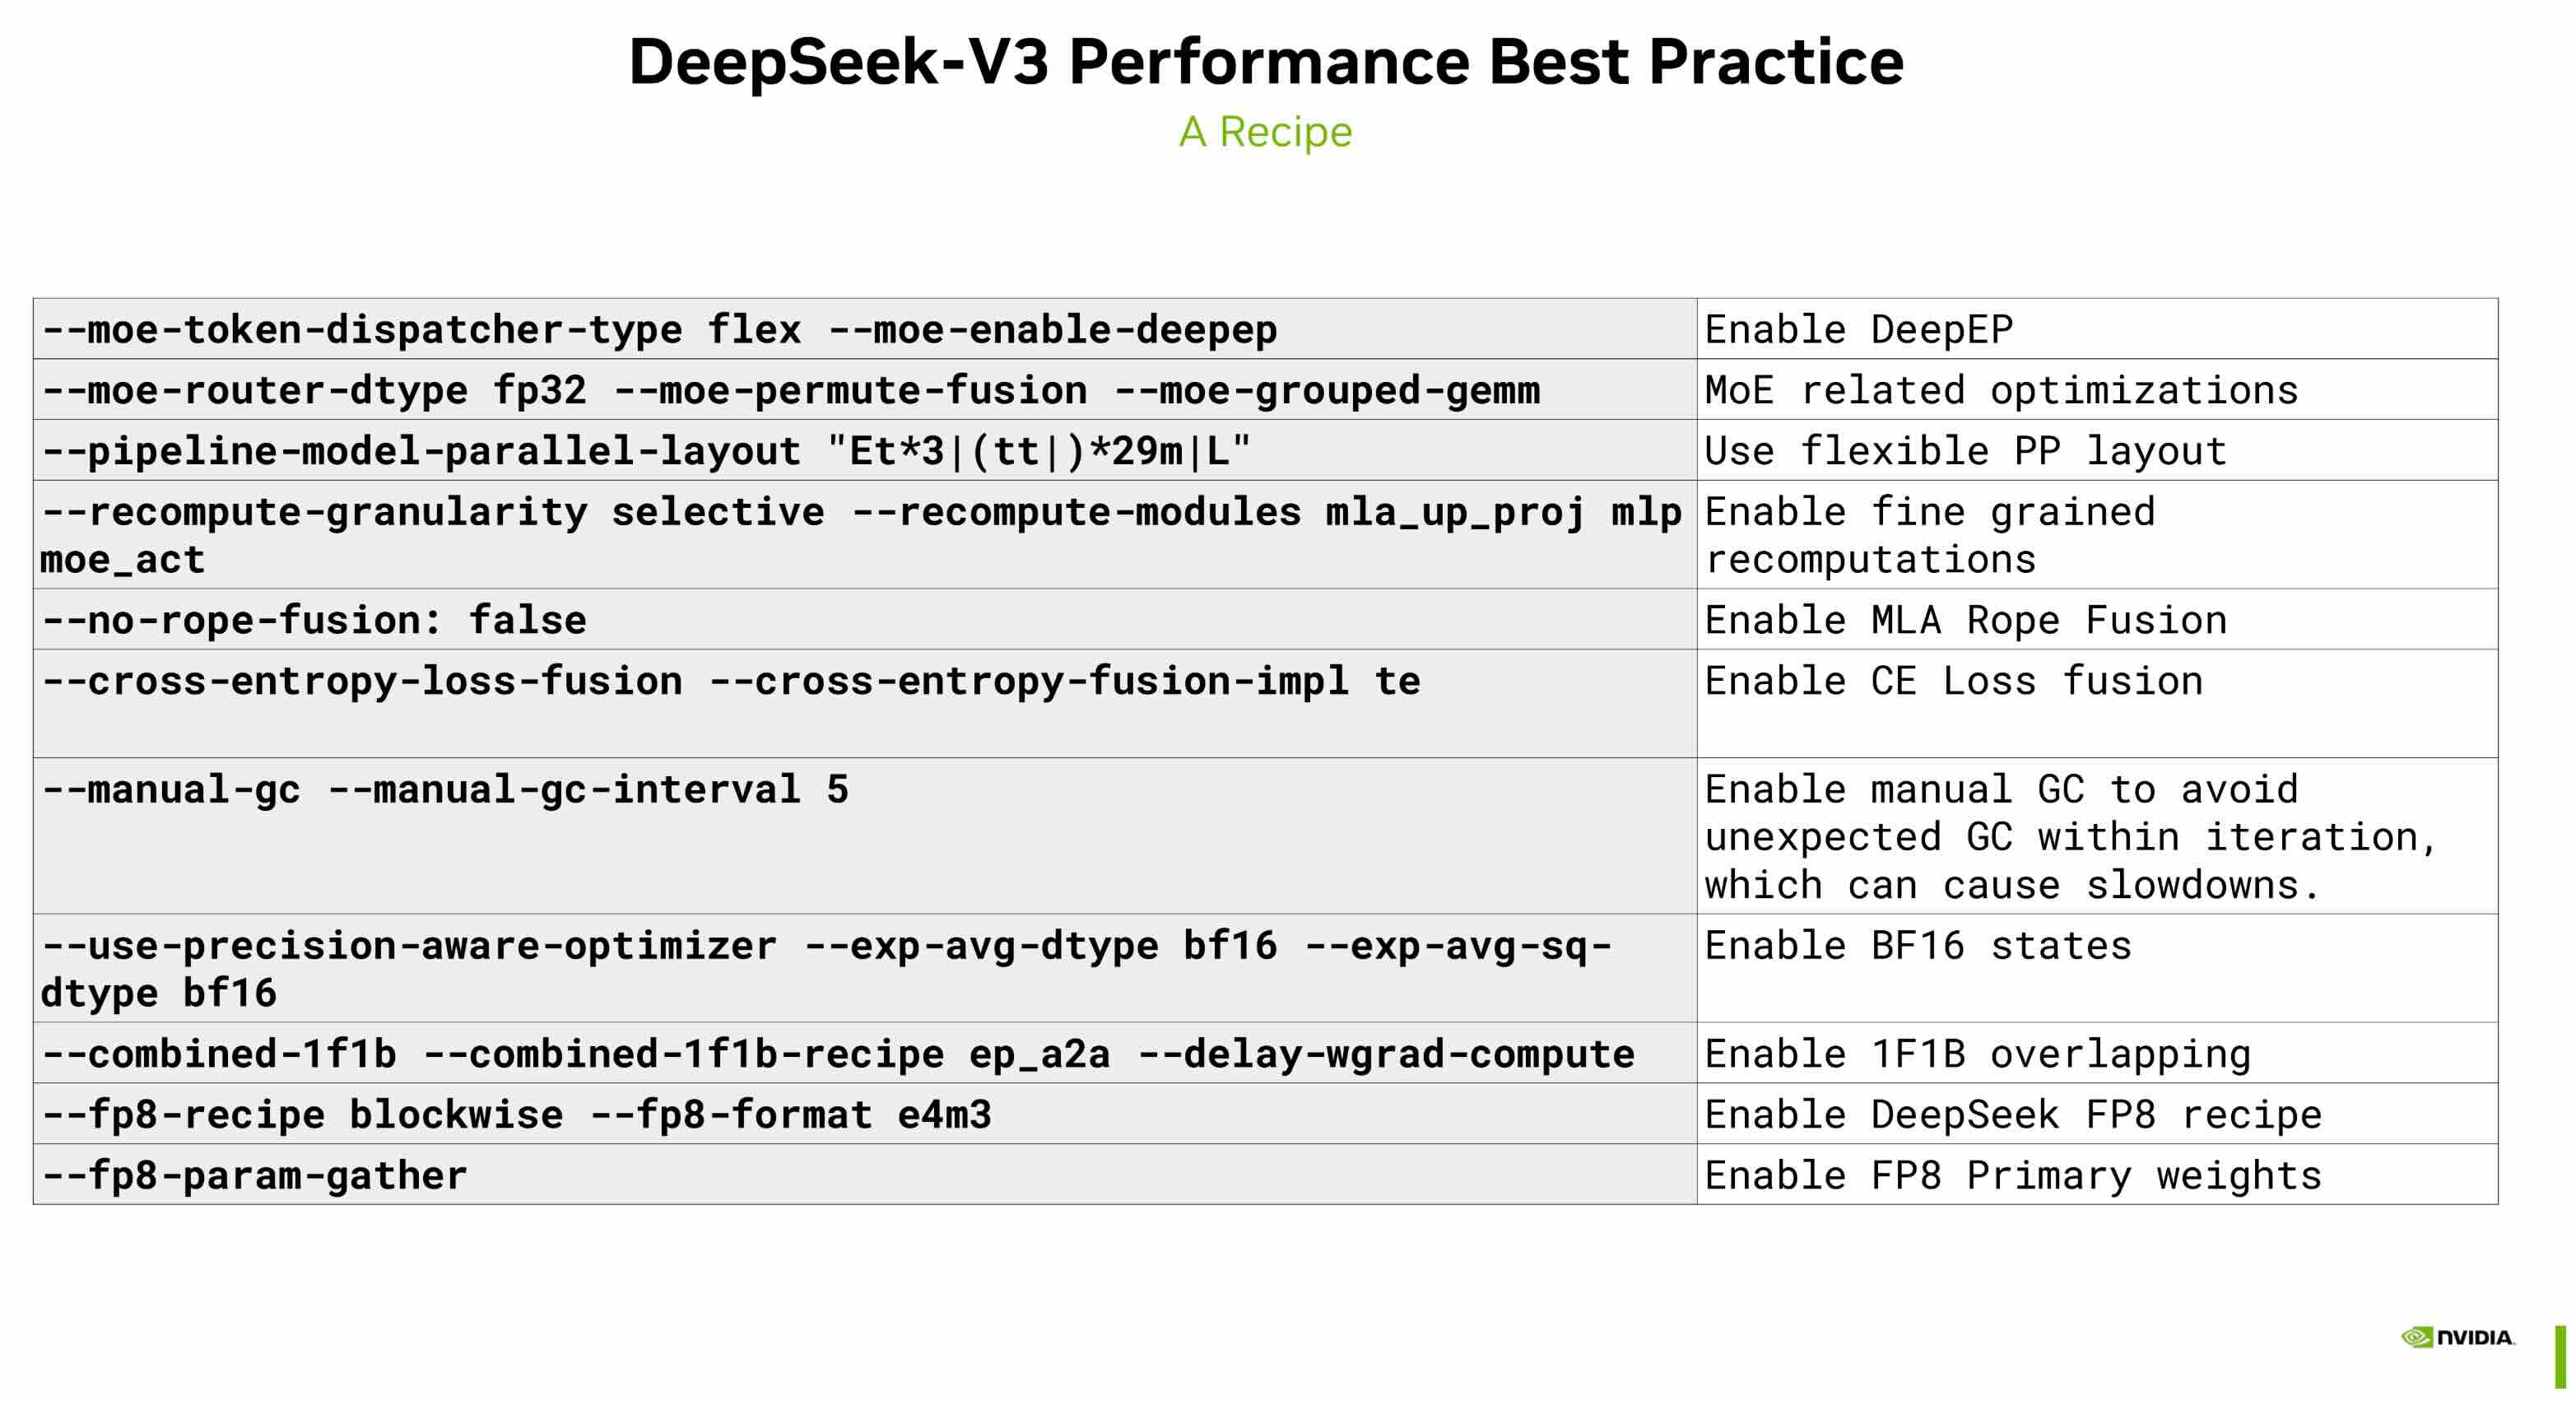 DeepSeek-V3 Performance Best Practice
A Recipe
--moe-token-dispatcher-type flex --moe-enable-deepep
Enable DeepEP
--moe-router-dtype fp32 --moe-permute-fusion --moe-grouped-gemm
MoE related optimizations
--pipeline-model-parallel-layout "Et*3|(tt|)*29m|L"
Use flexible PP layout
--recompute-granularity selective --recompute-modules mla_up_proj mlp
moe_act
Enable fine grained
recomputations
--no-rope-fusion: false
Enable MLA Rope Fusion
--cross-entropy-loss-fusion --cross-entropy-fusion-impl te
Enable CE Loss fusion
--manual-gc --manual-gc-interval 5
Enable manual GC to avoid
unexpected GC within iteration,
which can cause slowdowns.
--use-precision-aware-optimizer --exp-avg-dtype bf16 --exp-avg-sq-
dtype bf16
Enable BF16 states
--combined-1f1b --combined-1f1b-recipe ep_a2a --delay-wgrad-compute
Enable 1F1B overlapping
--fp8-recipe blockwise --fp8-format e4m3
Enable DeepSeek FP8 recipe
--fp8-param-gather
Enable FP8 Primary weights
NVIDIA.